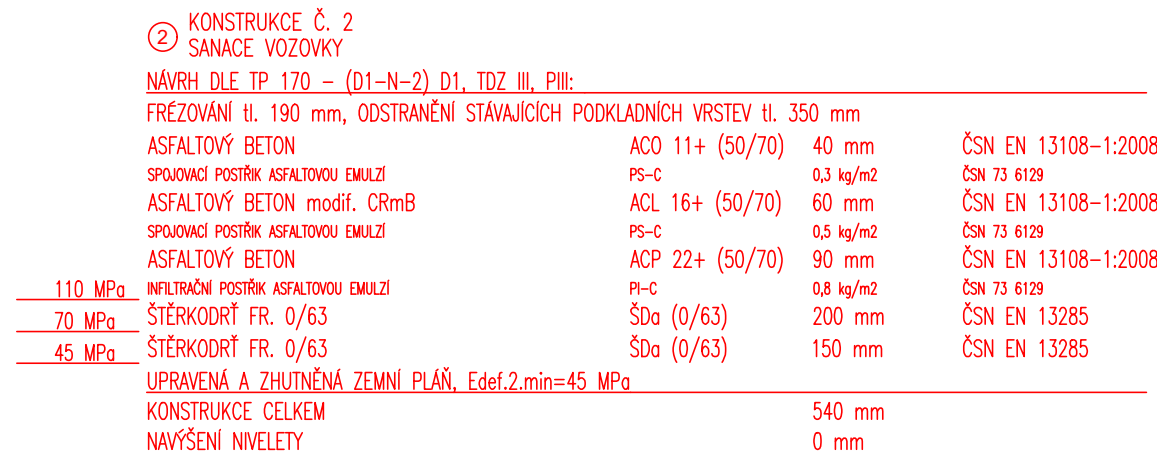 2 KONSTRUKCE Č. 2
SANACE VOZOVKY
NÁVRH DLE TP 170 – (D1–N–2) D1, TDZ III, PIII:
FRÉZOVÁNÍ tl. 190 mm, ODSTRANĚNÍ STÁVAJÍCÍCH PODKLADNÍCH VRSTEV tl. 350 mm
ASFALTOVÝ BETON ACO 11+ (50/70) 40 mm ČSN EN 13108–1:2008
SPOJOVACÍ POSTŘIK ASFALTOVOU EMULZÍ PS–C 0,3 kg/m2 ČSN 73 6129
ASFALTOVÝ BETON modif. CRmB ACL 16+ (50/70) 60 mm ČSN EN 13108–1:2008
SPOJOVACÍ POSTŘIK ASFALTOVOU EMULZÍ PS–C 0,5 kg/m2 ČSN 73 6129
ASFALTOVÝ BETON ACP 22+ (50/70) 90 mm ČSN EN 13108–1:2008
110 MPa INFILTRAČNÍ POSTŘIK ASFALTOVOU EMULZÍ PI–C 0,8 kg/m2 ČSN 73 6129
70 MPa ŠTĚRKODRŤ FR. 0/63 ŠDa (0/63) 200 mm ČSN EN 13285
45 MPa ŠTĚRKODRŤ FR. 0/63 ŠDa (0/63) 150 mm ČSN EN 13285
UPRAVENÁ A ZHUTNĚNÁ ZEMNÍ PLÁŇ, Edef.2.min=45 MPa
KONSTRUKCE CELKEM 540 mm
NAVÝŠENÍ NIVELETY 0 mm